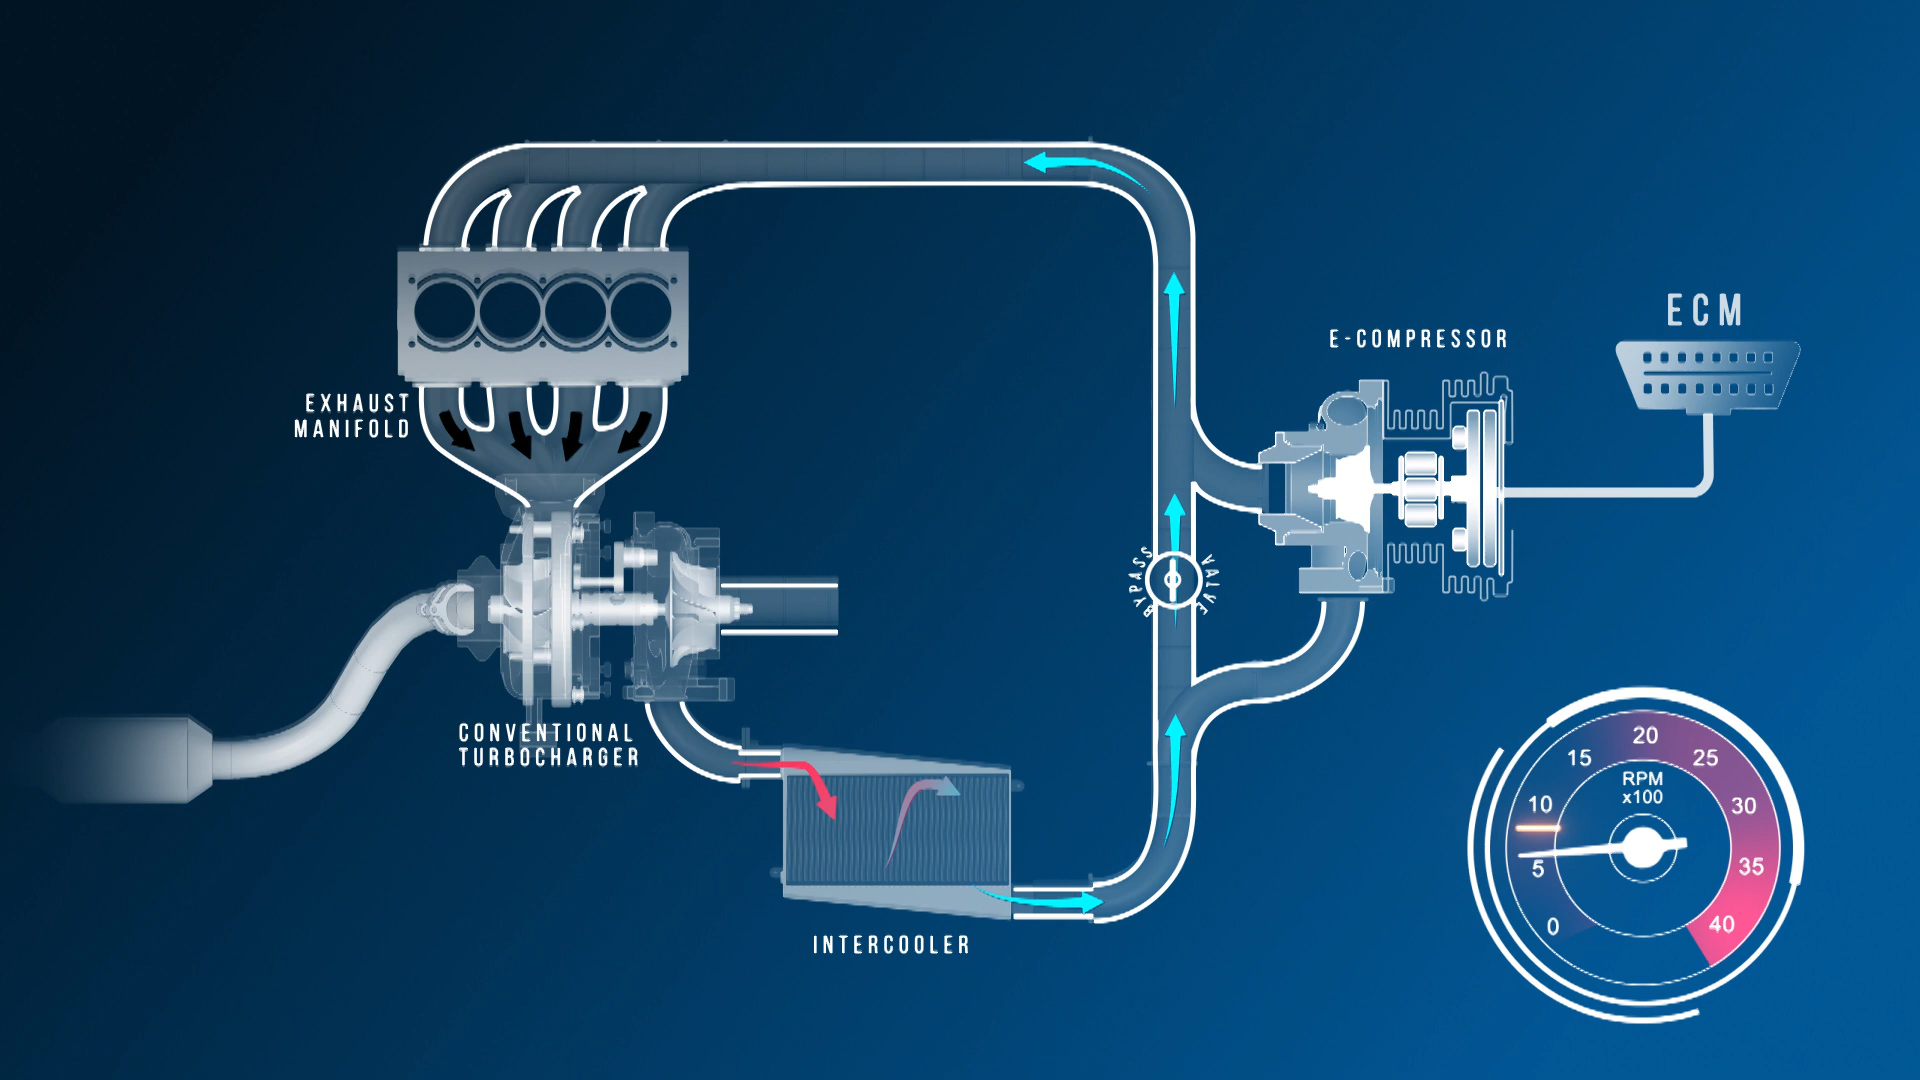 ECM
E-COMPRESSOR
EXHAUST
MANIFOLD
BYPASS VALVE
CONVENTIONAL
TURBOCHARGER
INTERCOOLER
RPM
x100
0
5
10
15
20
25
30
35
40